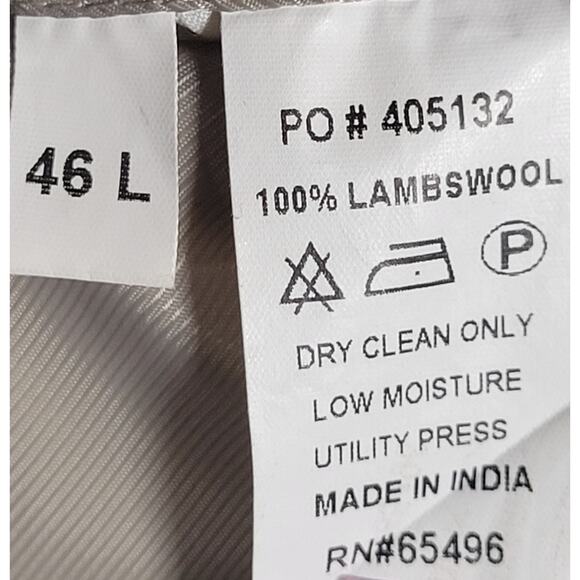 46 L
PO # 405132
100% LAMBSWOOL
P
DRY CLEAN ONLY
LOW MOISTURE
UTILITY PRESS
MADE IN INDIA
RN#65496